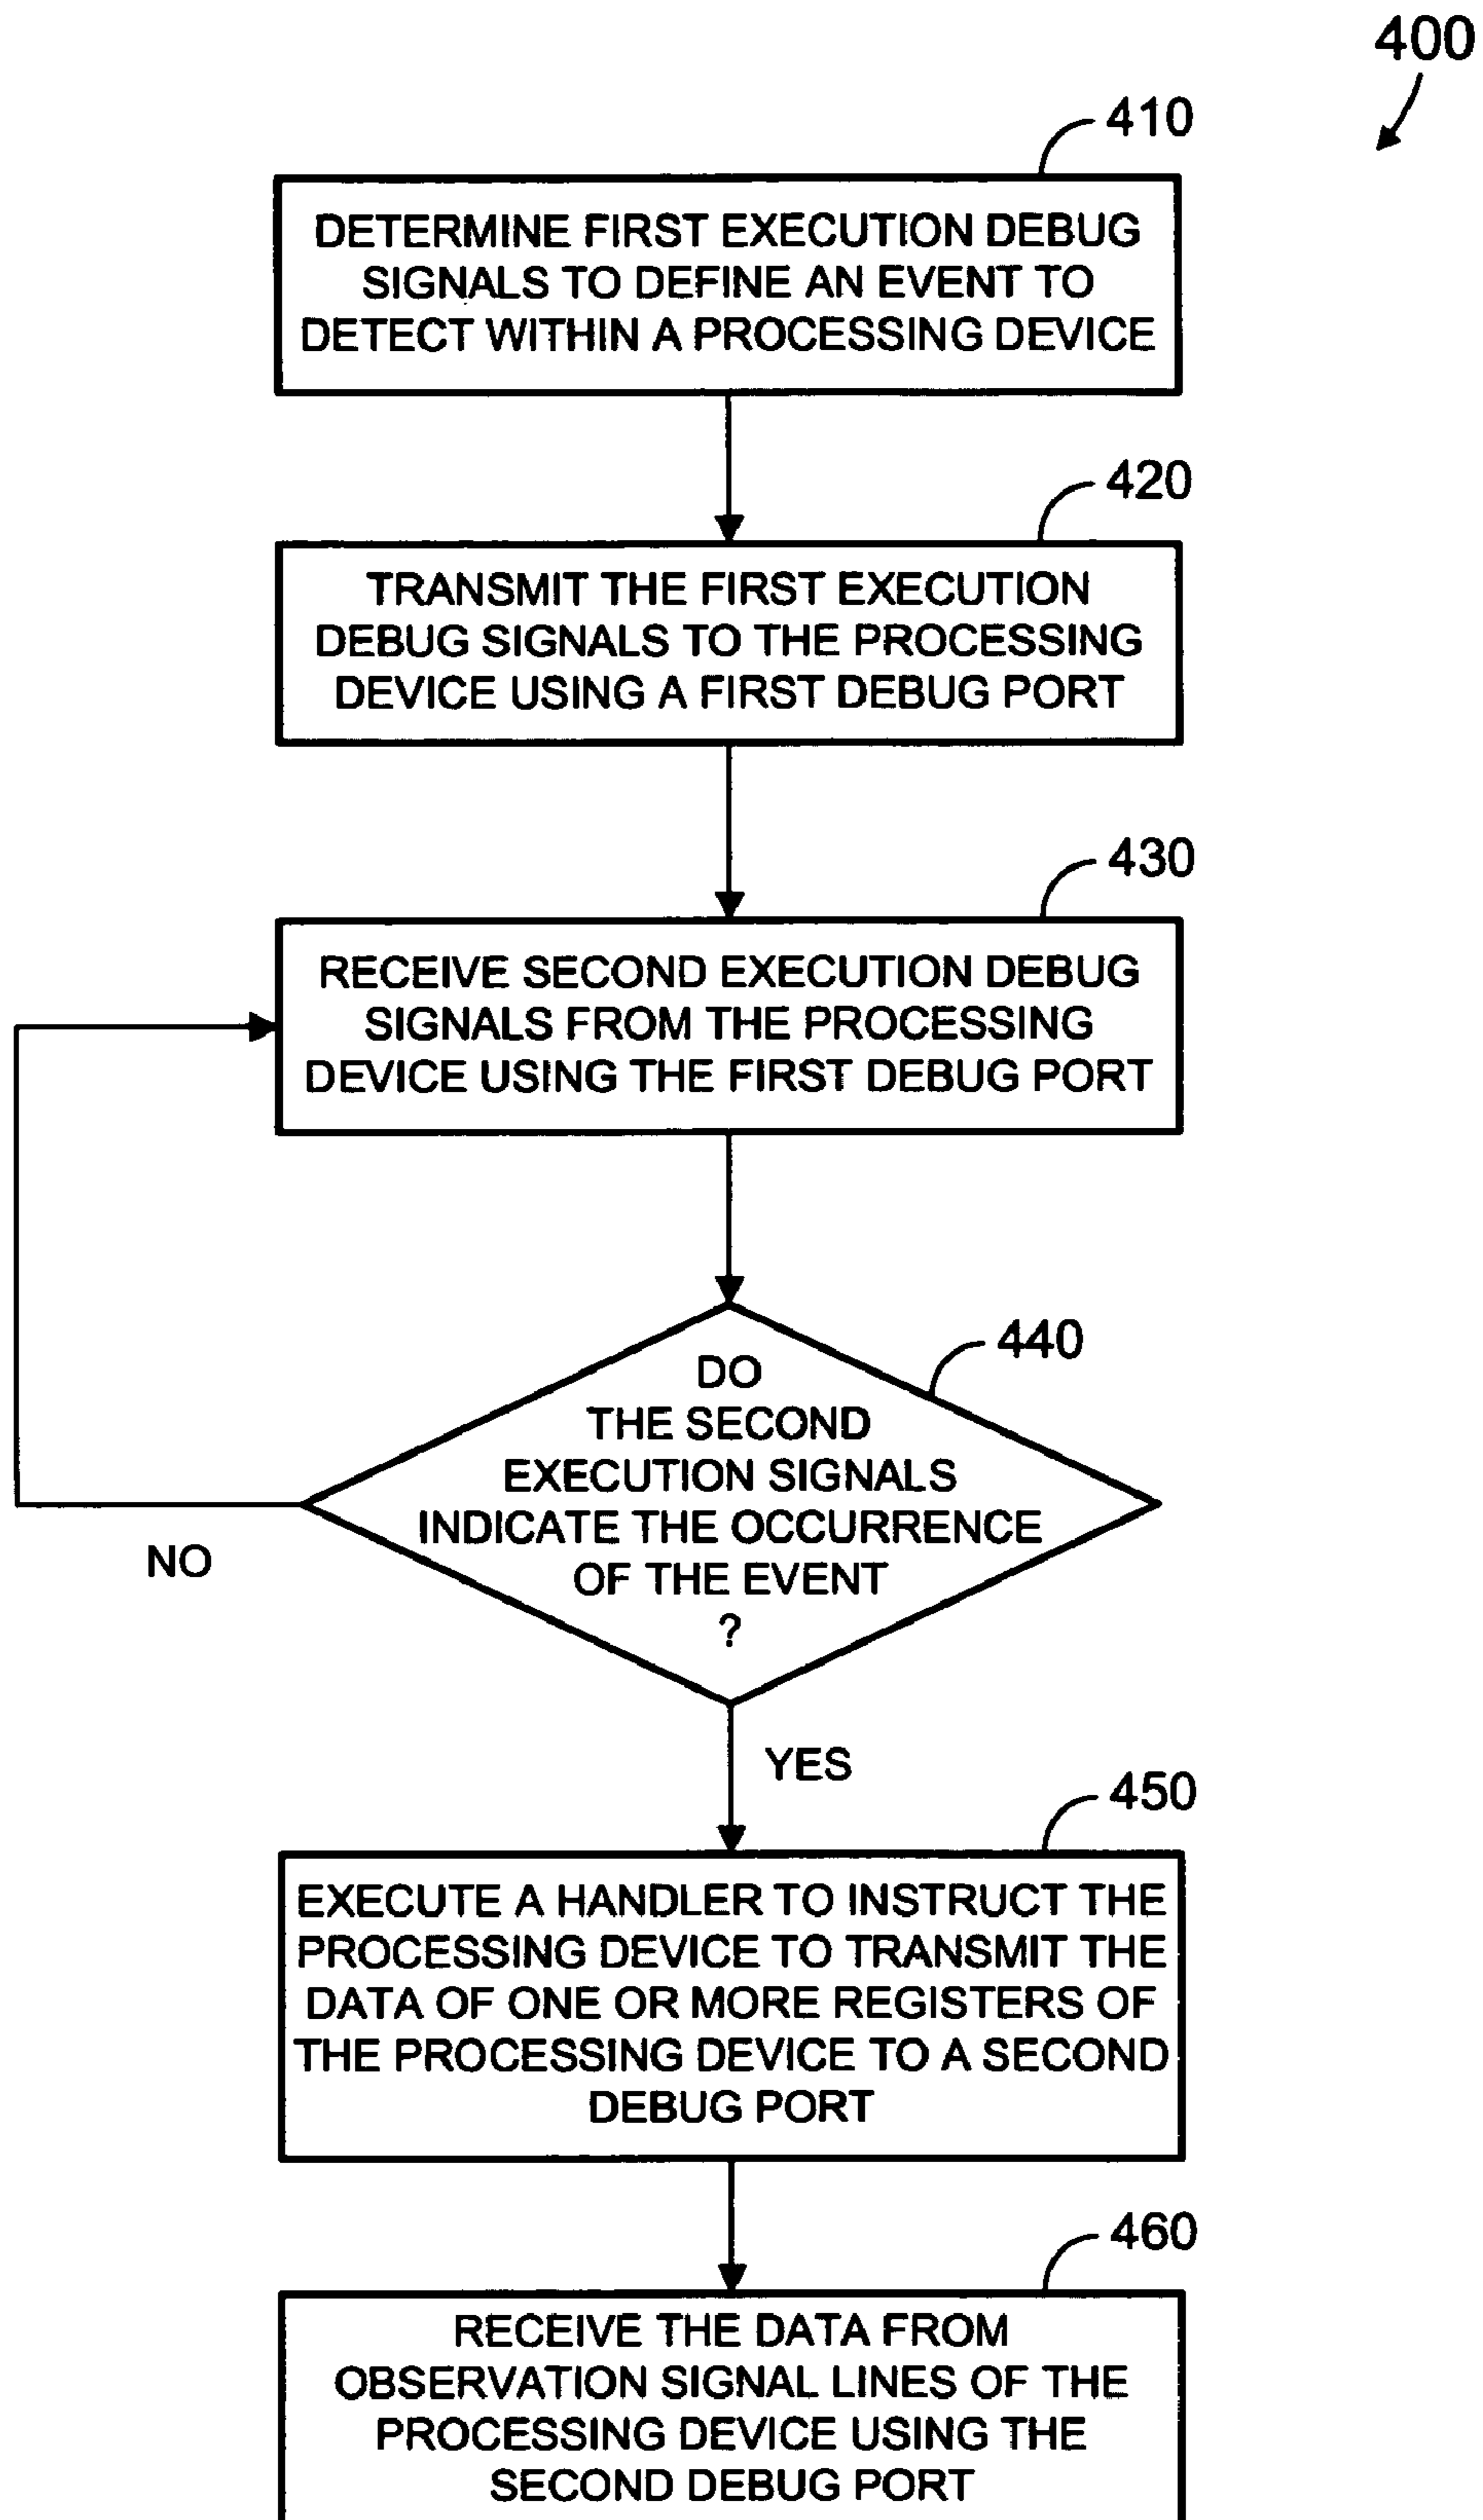 400
410
DETERMINE FIRST EXECUTION DEBUG
SIGNALS TO DEFINE AN EVENT TO
DETECT WITHIN A PROCESSING DEVICE
420
TRANSMIT THE FIRST EXECUTION
DEBUG SIGNALS TO THE PROCESSING
DEVICE USING A FIRST DEBUG PORT
430
RECEIVE SECOND EXECUTION DEBUG
SIGNALS FROM THE PROCESSING
DEVICE USING THE FIRST DEBUG PORT
440
DO
THE SECOND
EXECUTION SIGNALS
INDICATE THE OCCURRENCE
OF THE EVENT
?
NO
YES
450
EXECUTE A HANDLER TO INSTRUCT THE
PROCESSING DEVICE TO TRANSMIT THE
DATA OF ONE OR MORE REGISTERS OF
THE PROCESSING DEVICE TO A SECOND
DEBUG PORT
460
RECEIVE THE DATA FROM
OBSERVATION SIGNAL LINES OF THE
PROCESSING DEVICE USING THE
SECOND DEBUG PORT